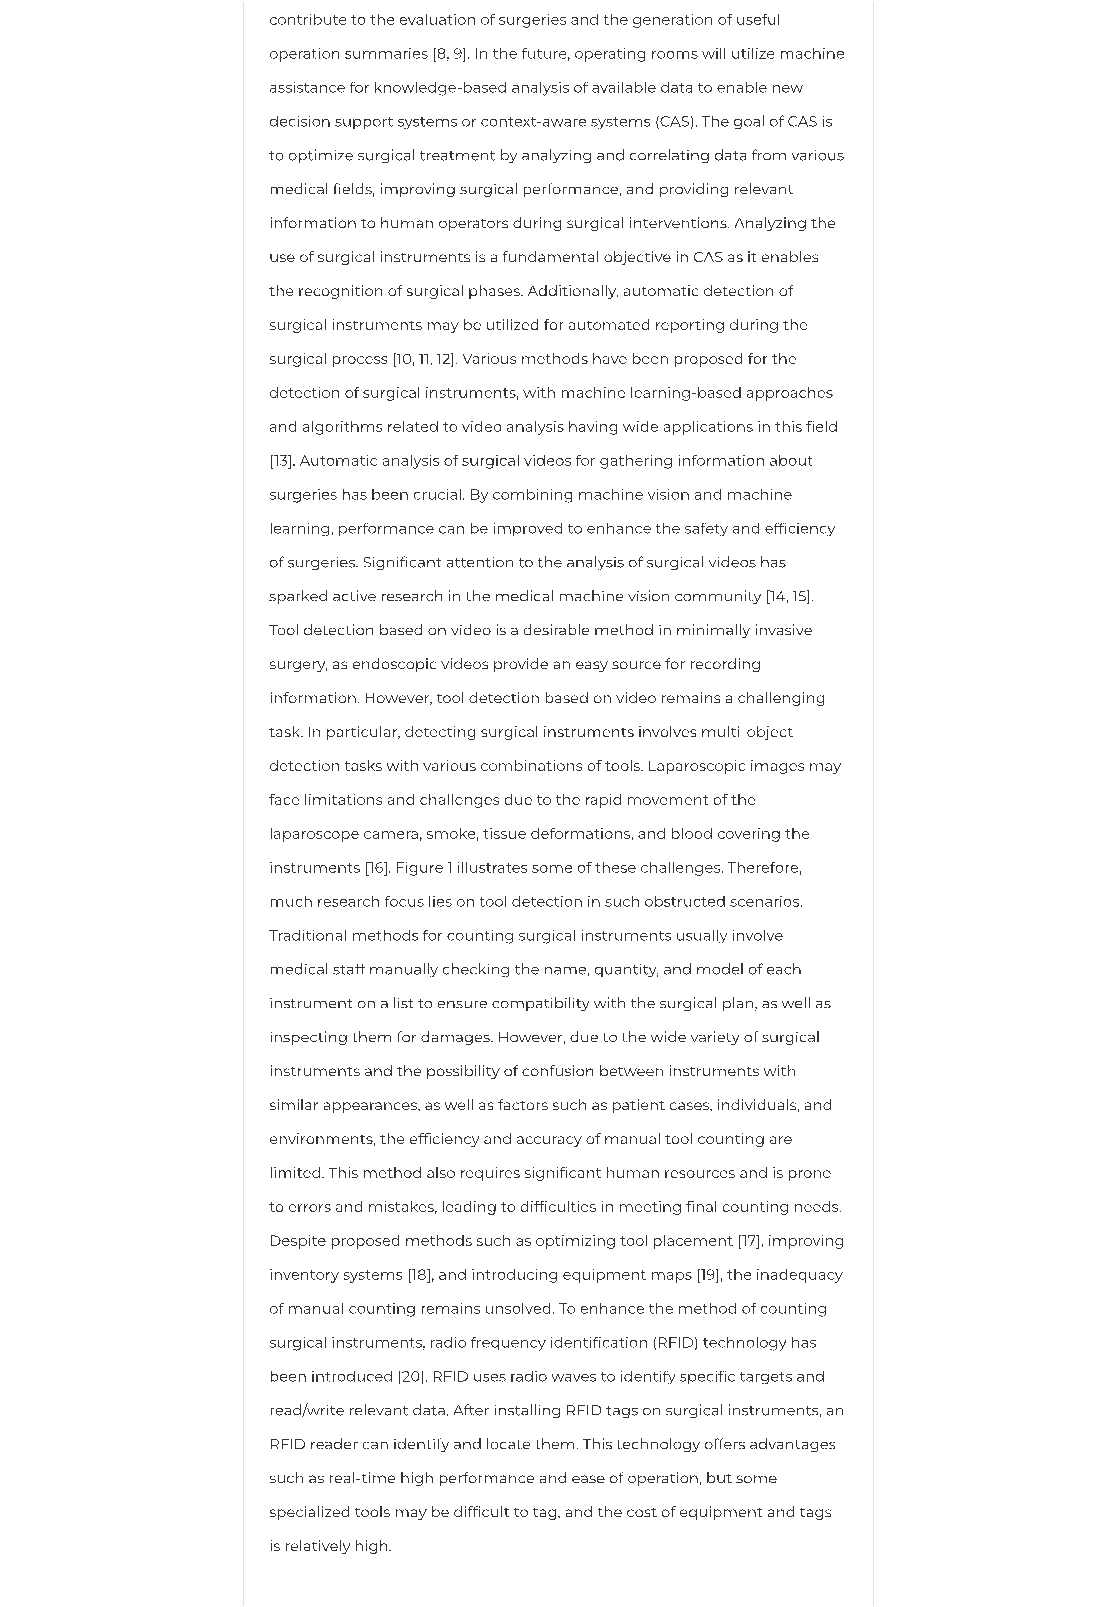 contribute to the evaluation of surgeries and the generation of useful
operation summaries [8, 9]. In the future, operating rooms will utilize machine
assistance for knowledge-based analysis of available data to enable new
decision support systems or context-aware systems (CAS). The goal of CAS is
to optimize surgical treatment by analyzing and correlating data from various
medical fields, improving surgical performance, and providing relevant
information to human operators during surgical interventions. Analyzing the
use of surgical instruments is a fundamental objective in CAS as it enables
the recognition of surgical phases. Additionally, automatic detection of
surgical instruments may be utilized for automated reporting during the
surgical process [10, 11, 12]. Various methods have been proposed for the
detection of surgical instruments, with machine learning-based approaches
and algorithms related to video analysis having wide applications in this field
[13]. Automatic analysis of surgical videos for gathering information about
surgeries has been crucial. By combining machine vision and machine
learning, performance can be improved to enhance the safety and efficiency
of surgeries. Significant attention to the analysis of surgical videos has
sparked active research in the medical machine vision community [14, 15].
Tool detection based on video is a desirable method in minimally invasive
surgery, as endoscopic videos provide an easy source for recording
information. However, tool detection based on video remains a challenging
task. In particular, detecting surgical instruments involves multi-object
detection tasks with various combinations of tools. Laparoscopic images may
face limitations and challenges due to the rapid movement of the
laparoscope camera, smoke, tissue deformations, and blood covering the
instruments [16]. Figure 1 illustrates some of these challenges. Therefore,
much research focus lies on tool detection in such obstructed scenarios.
Traditional methods for counting surgical instruments usually involve
medical staff manually checking the name, quantity, and model of each
instrument on a list to ensure compatibility with the surgical plan, as well as
inspecting them for damages. However, due to the wide variety of surgical
instruments and the possibility of confusion between instruments with
similar appearances, as well as factors such as patient cases, individuals, and
environments, the efficiency and accuracy of manual tool counting are
limited. This method also requires significant human resources and is prone
to errors and mistakes, leading to difficulties in meeting final counting needs.
Despite proposed methods such as optimizing tool placement [17], improving
inventory systems [18], and introducing equipment maps [19], the inadequacy
of manual counting remains unsolved. To enhance the method of counting
surgical instruments, radio frequency identification (RFID) technology has
been introduced [20]. RFID uses radio waves to identify specific targets and
read/write relevant data. After installing RFID tags on surgical instruments, an
RFID reader can identify and locate them. This technology offers advantages
such as real-time high performance and ease of operation, but some
specialized tools may be difficult to tag, and the cost of equipment and tags
is relatively high.